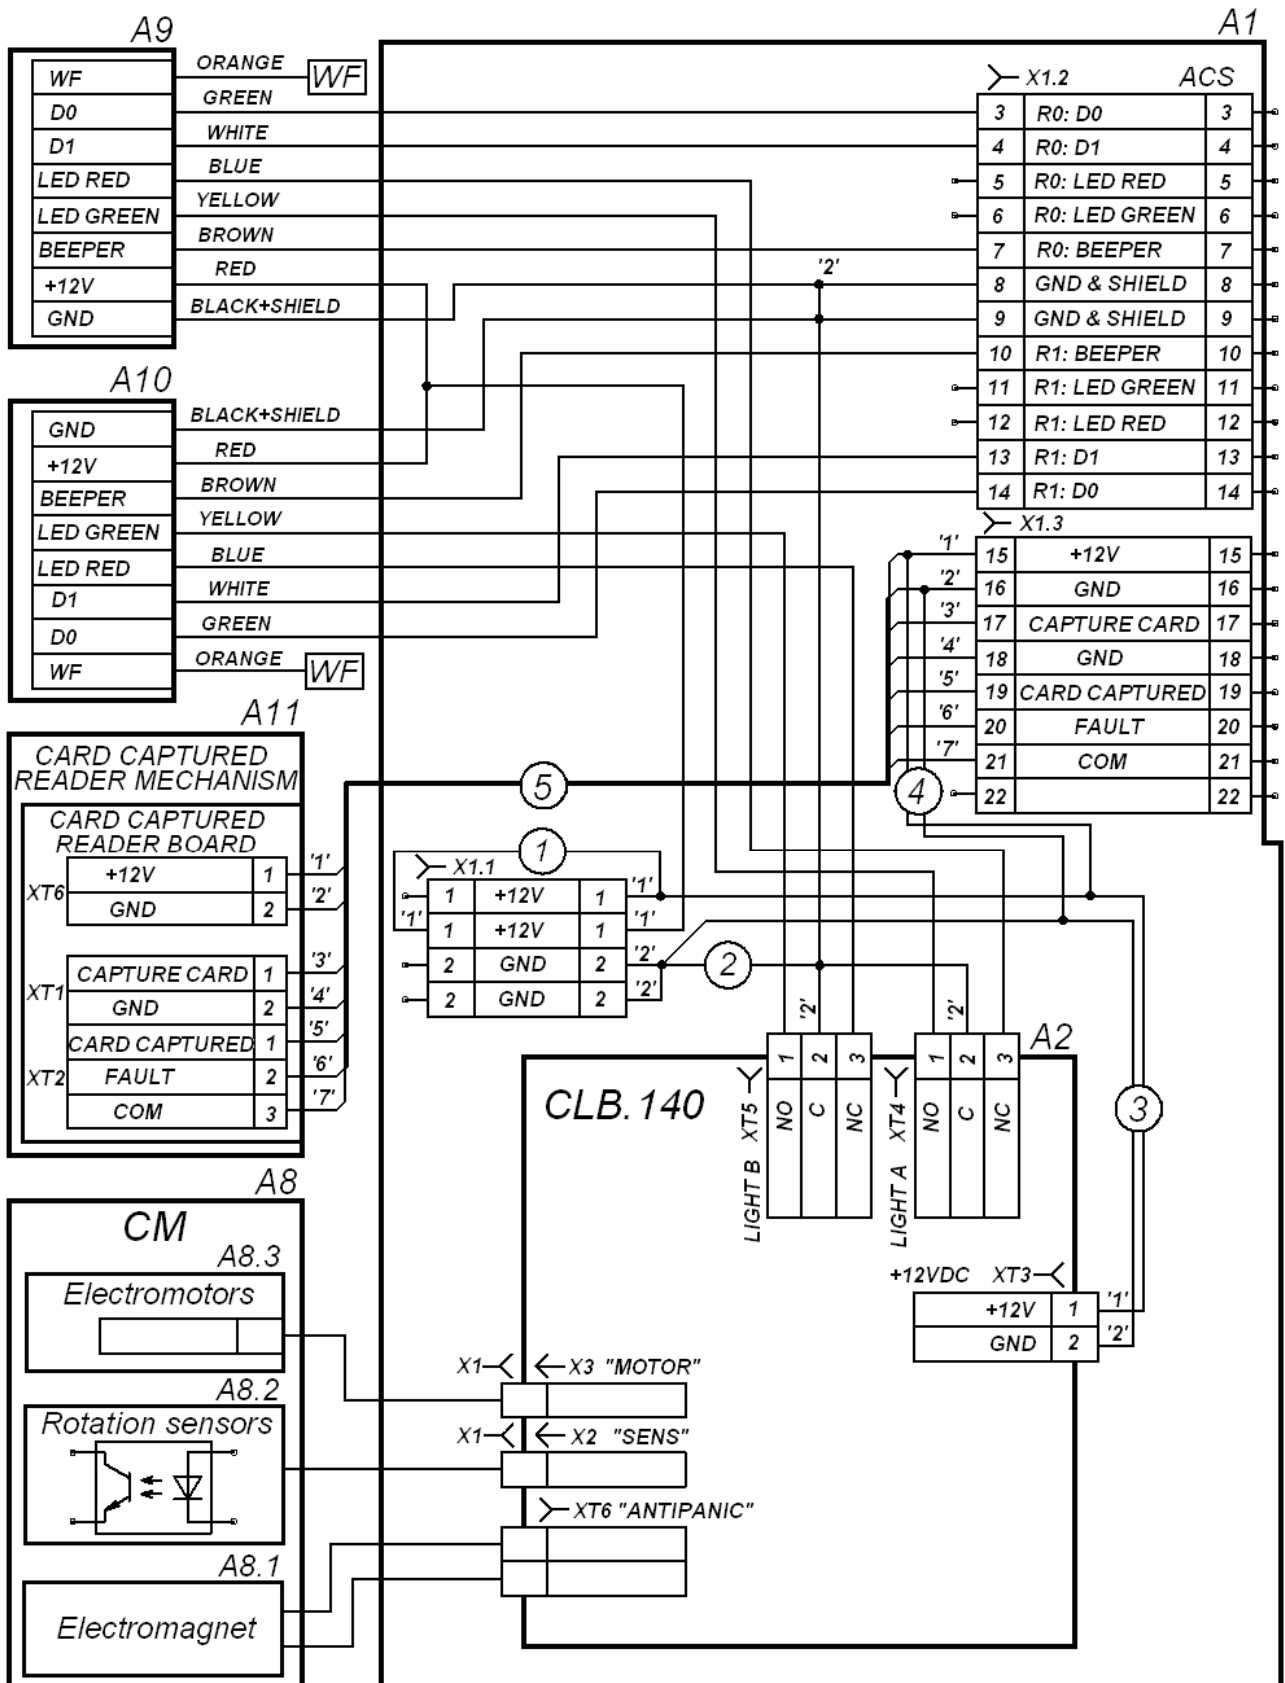 A9
A1
WF
ORANGE
WF
D0
GREEN
D1
WHITE
LED RED
BLUE
LED GREEN
YELLOW
BEEPER
BROWN
+12V
RED
GND
BLACK+SHIELD
'2'
X1.2 ACS
3 R0: D0 3
4 R0: D1 4
5 R0: LED RED 5
6 R0: LED GREEN 6
7 R0: BEEPER 7
8 GND & SHIELD 8
9 GND & SHIELD 9
10 R1: BEEPER 10
11 R1: LED GREEN 11
12 R1: LED RED 12
13 R1: D1 13
14 R1: D0 14
A10
GND
BLACK+SHIELD
+12V
RED
BEEPER
BROWN
LED GREEN
YELLOW
LED RED
BLUE
D1
WHITE
D0
GREEN
WF
ORANGE
WF
X1.3
'1' 15 +12V 15
'2' 16 GND 16
'3' 17 CAPTURE CARD 17
'4' 18 GND 18
'5' 19 CARD CAPTURED 19
'6' 20 FAULT 20
'7' 21 COM 21
22 22
4
5
A11
CARD CAPTURED
READER MECHANISM
CARD CAPTURED
READER BOARD
XT6
+12V 1 '1'
GND 2 '2'
XT1
CAPTURE CARD 1 '3'
GND 2 '4'
XT2
CARD CAPTURED 1 '5'
FAULT 2 '6'
COM 3 '7'
1
X1.1
1 +12V 1 '1'
'1' 1 +12V 1 '1'
2 GND 2 '2'
2 GND 2 '2'
2
3
A2
CLB.140
'2'
1 2 3
NO C NC
LIGHT B XT5
'2'
1 2 3
NO C NC
LIGHT A XT4
+12VDC XT3
+12V 1 '1'
GND 2 '2'
A8
CM
A8.3
Electromotors
X1 X3 "MOTOR"
A8.2
Rotation sensors
X1 X2 "SENS"
XT6 "ANTIPANIC"
A8.1
Electromagnet